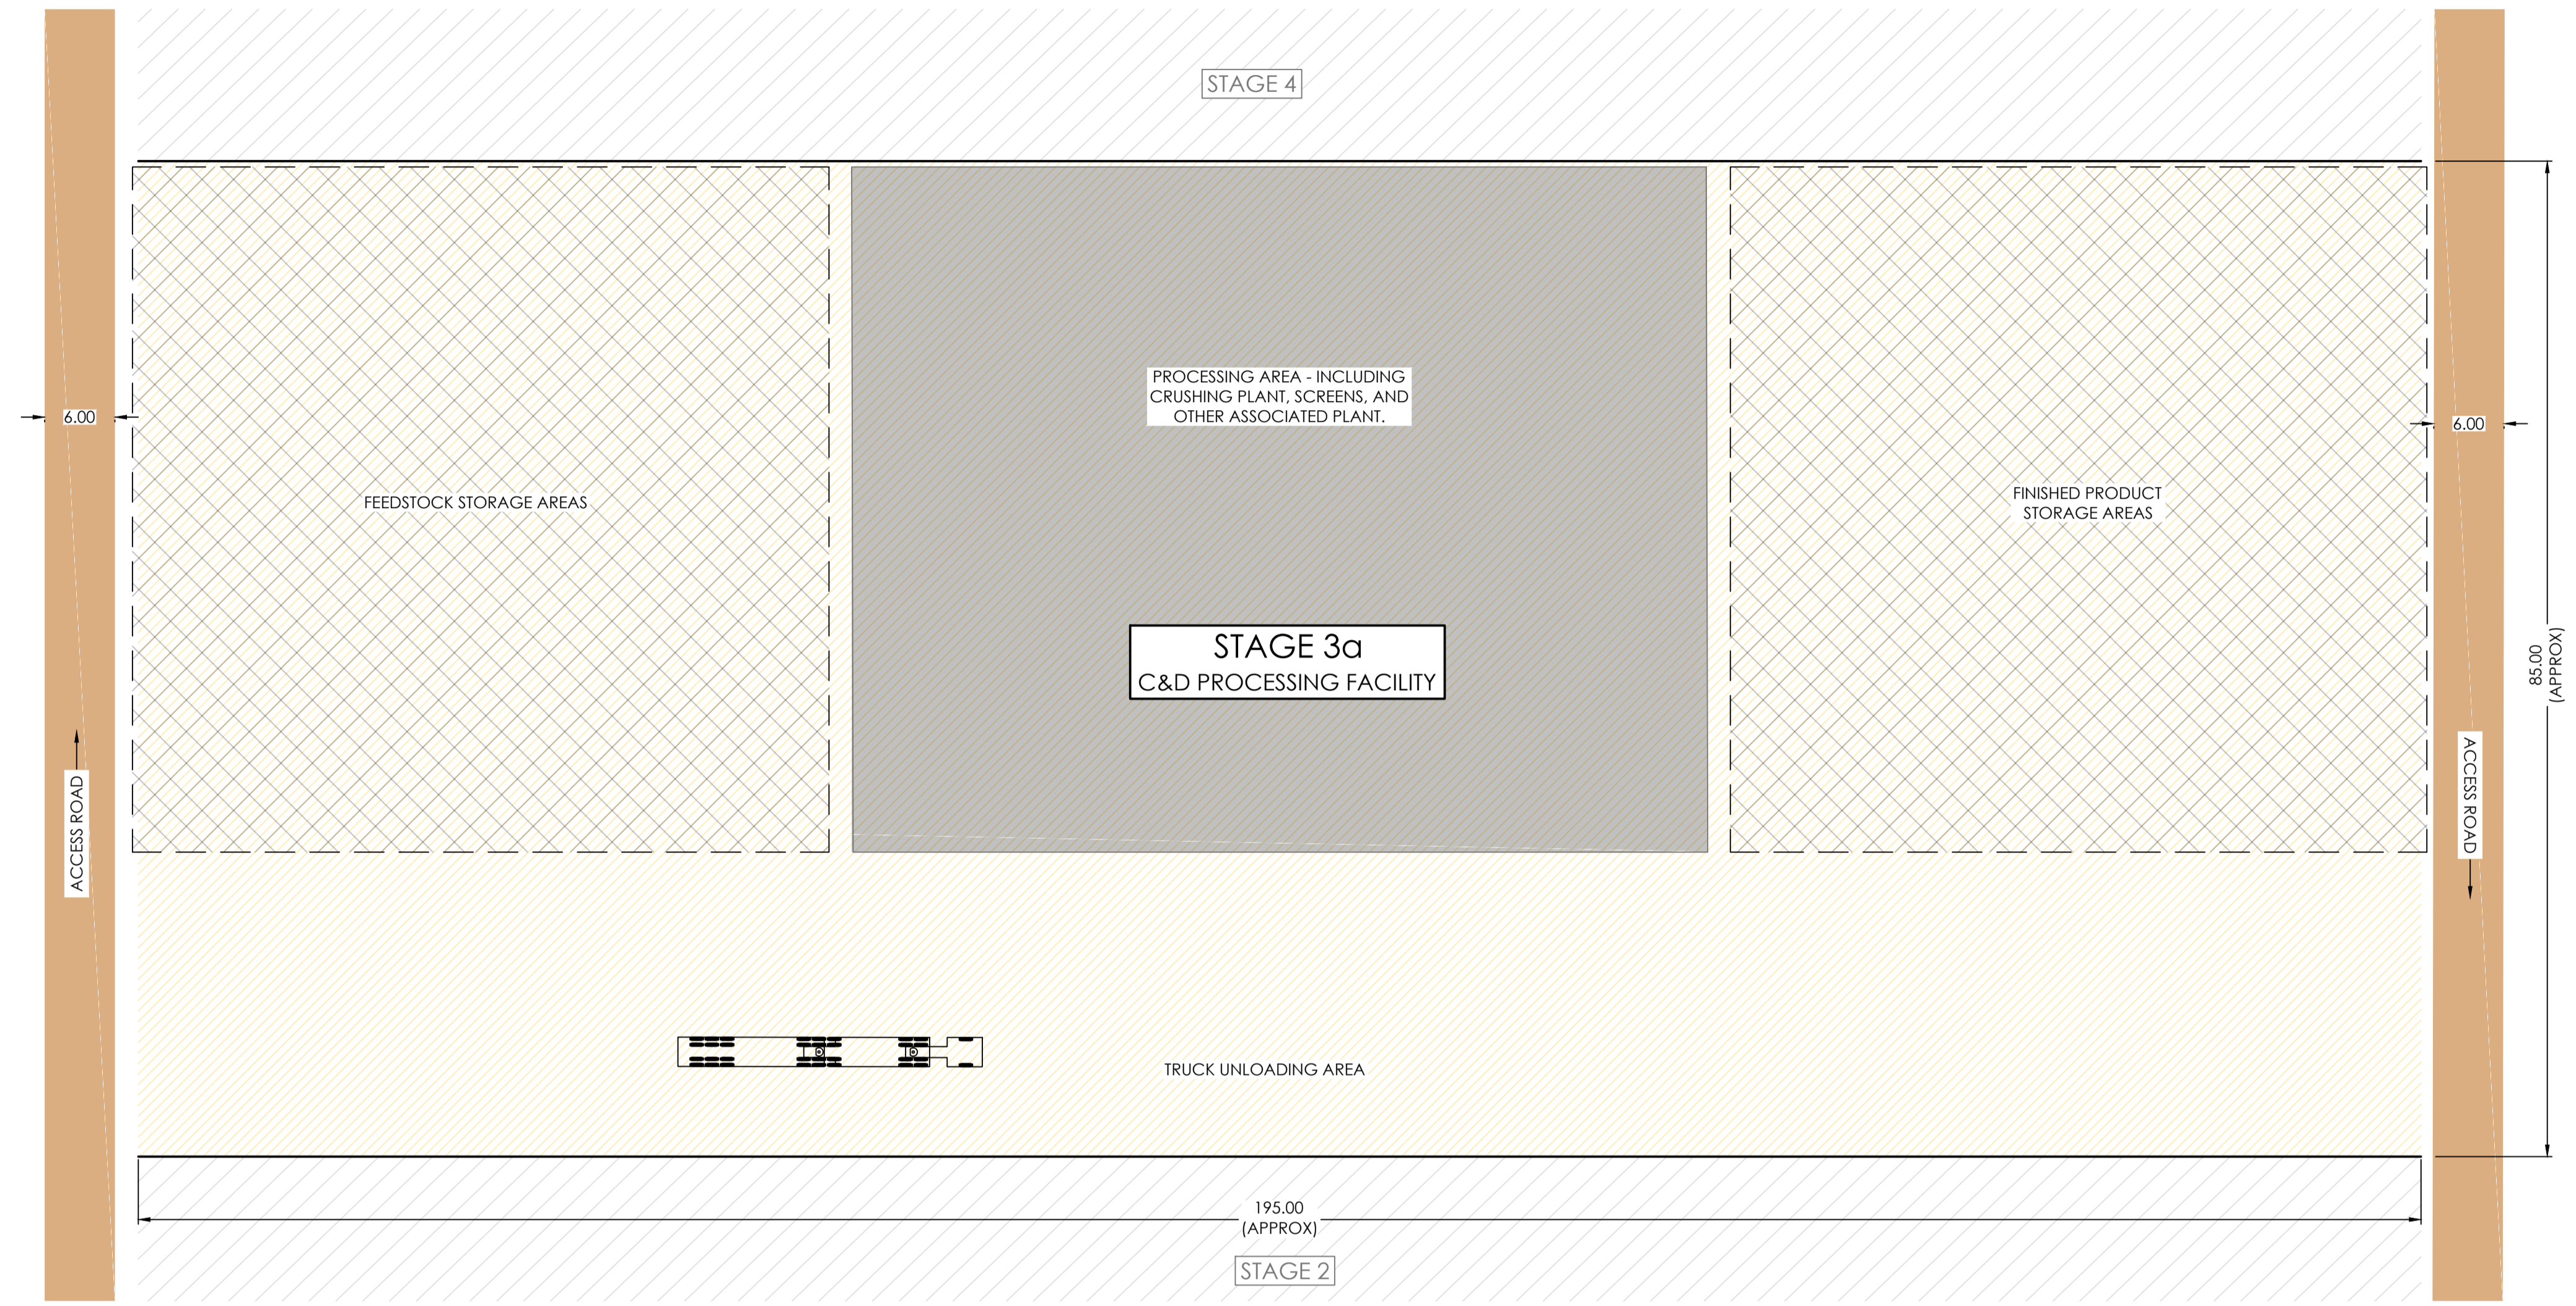 STAGE 4
PROCESSING AREA - INCLUDING
CRUSHING PLANT, SCREENS, AND
OTHER ASSOCIATED PLANT.
6.00
6.00
FEEDSTOCK STORAGE AREAS
FINISHED PRODUCT
STORAGE AREAS
STAGE 3a
C&D PROCESSING FACILITY
85.00
(APPROX)
ACCESS ROAD
ACCESS ROAD
TRUCK UNLOADING AREA
195.00
(APPROX)
STAGE 2